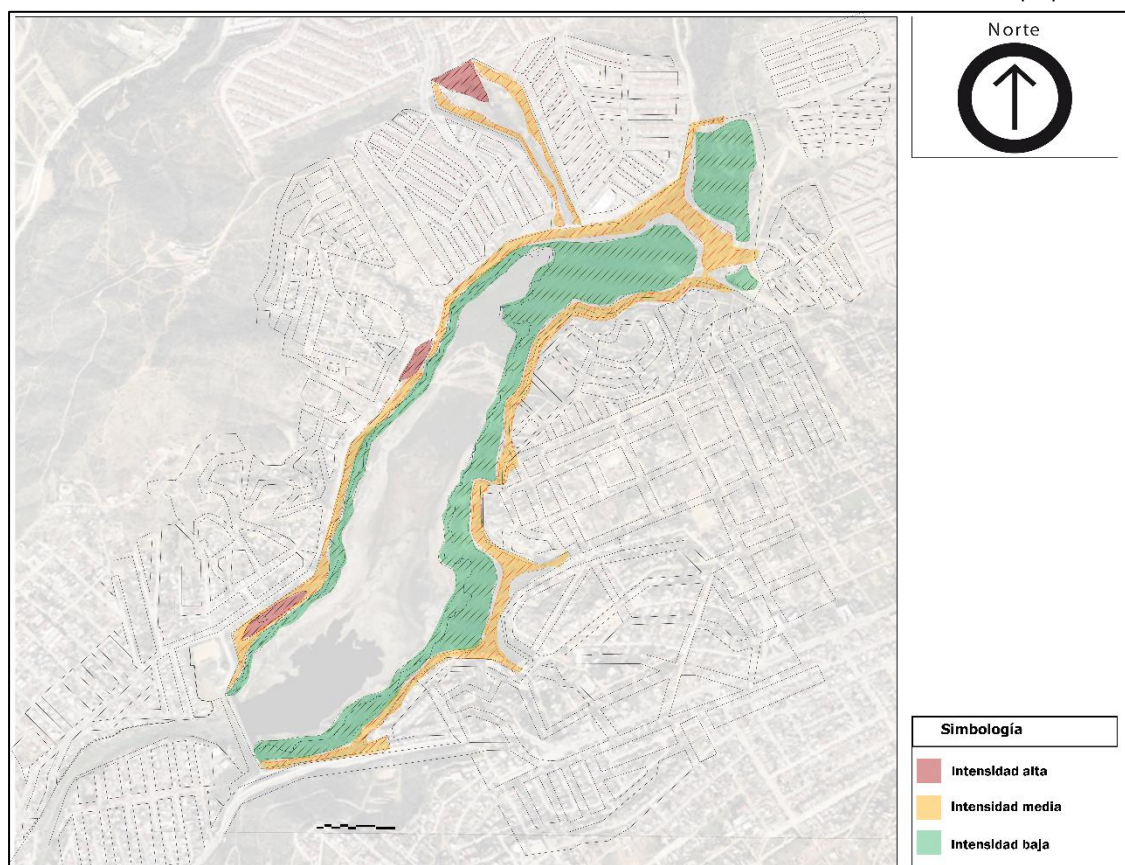 Norte
Simbología
Intensidad alta
Intensidad media
Intensidad baja